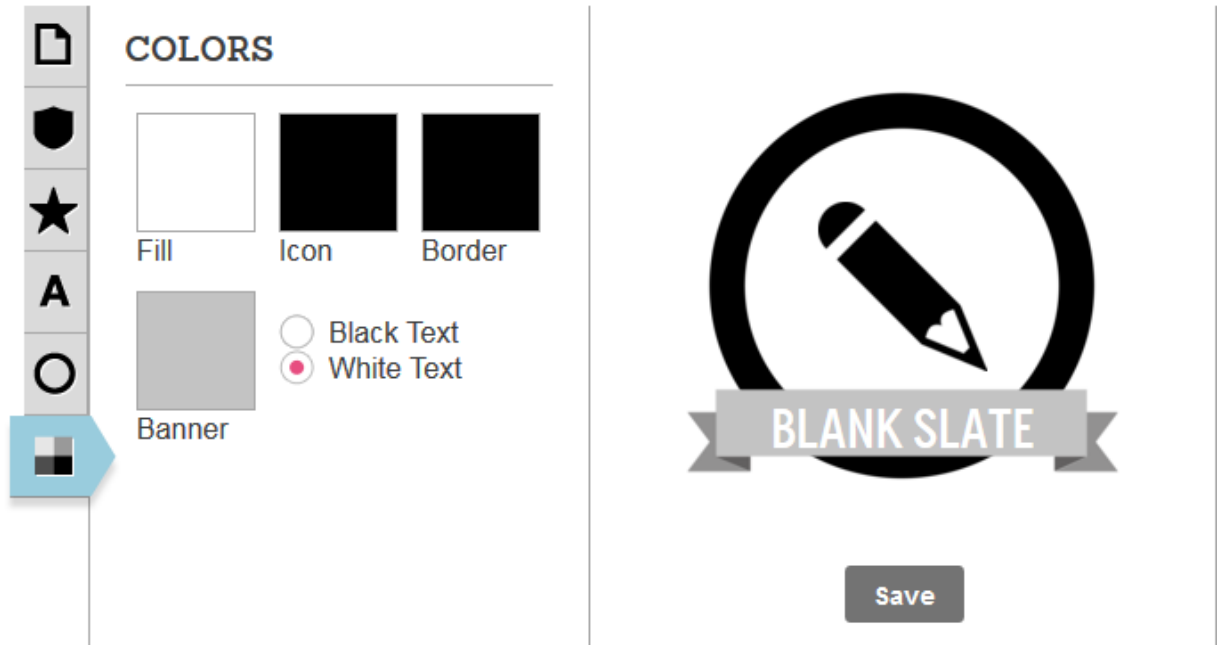 COLORS
Fill
Icon
Border
Black Text
White Text
Banner
A
BLANK SLATE
Save